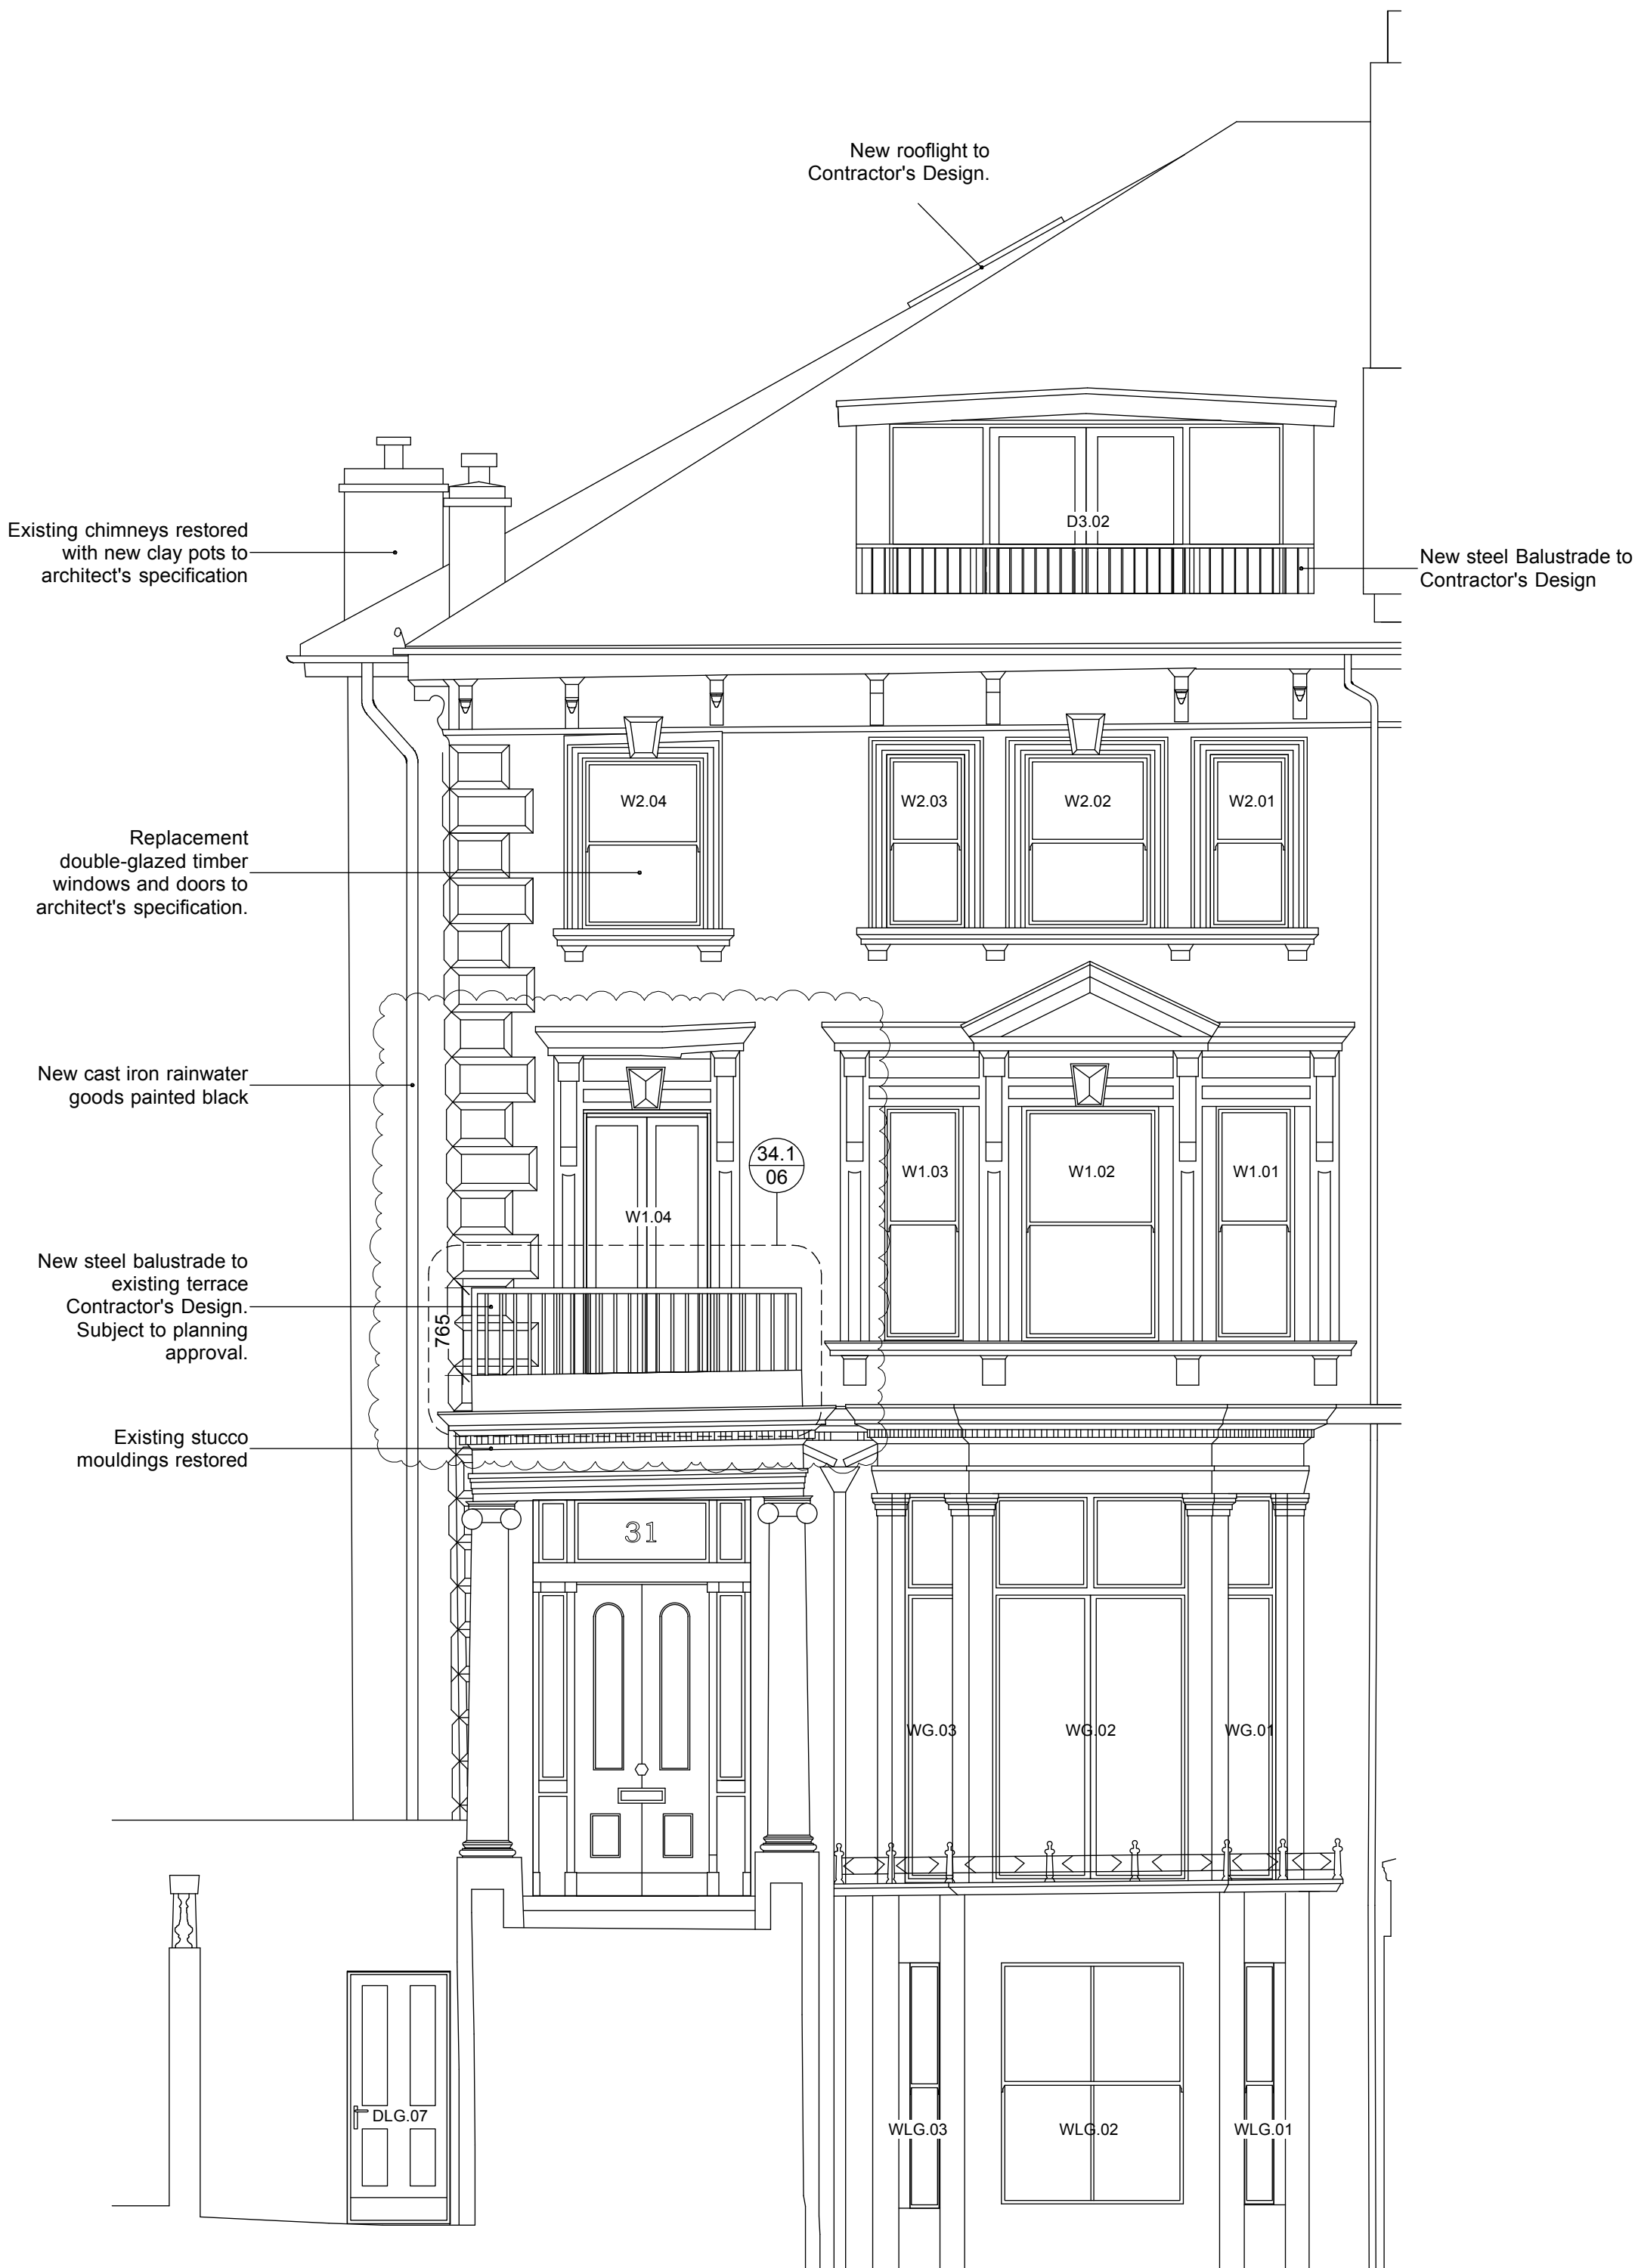 New rooflight to
Contractor's Design.
D3.02
Existing chimneys restored
with new clay pots to
architect's specification
New steel Balustrade to
Contractor's Design
W2.04
W2.03
W2.02
W2.01
Replacement
double-glazed timber
windows and doors to
architect's specification.
New cast iron rainwater
goods painted black
34.1
06
W1.04
W1.03
W1.02
W1.01
New steel balustrade to
existing terrace
Contractor's Design.
Subject to planning
approval.
765
Existing stucco
mouldings restored
31
WG.03
WG.02
WG.01
DLG.07
WLG.03
WLG.02
WLG.01